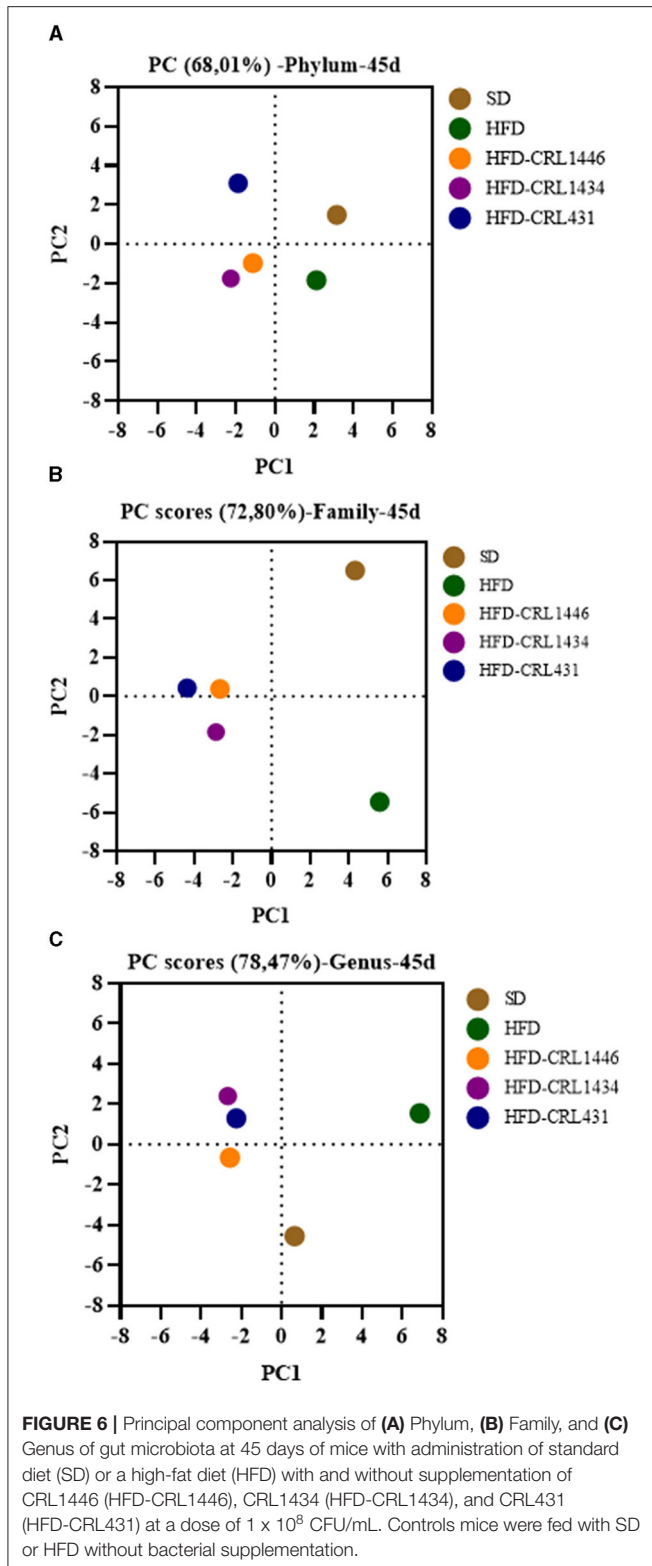 A
PC (68,01%) -Phylum-45d
8
6
4
2
0
-2
-4
-6
-8
PC2
-8 -6 -4 -2 0 2 4 6 8
PC1
SD
HFD
HFD-CRL1446
HFD-CRL1434
HFD-CRL431
B
PC scores (72,80%)-Family-45d
8
6
4
2
0
-2
-4
-6
-8
PC2
-8 -6 -4 -2 0 2 4 6 8
PC1
SD
HFD
HFD-CRL1446
HFD-CRL1434
HFD-CRL431
C
PC scores (78,47%)-Genus-45d
8
6
4
2
0
-2
-4
-6
-8
PC2
-8 -6 -4 -2 0 2 4 6 8
PC1
SD
HFD
HFD-CRL1446
HFD-CRL1434
HFD-CRL431
FIGURE 6 | Principal component analysis of (A) Phylum, (B) Family, and (C)
Genus of gut microbiota at 45 days of mice with administration of standard
diet (SD) or a high-fat diet (HFD) with and without supplementation of
CRL1446 (HFD-CRL1446), CRL1434 (HFD-CRL1434), and CRL431
(HFD-CRL431) at a dose of 1 x 10⁸ CFU/mL. Controls mice were fed with SD
or HFD without bacterial supplementation.